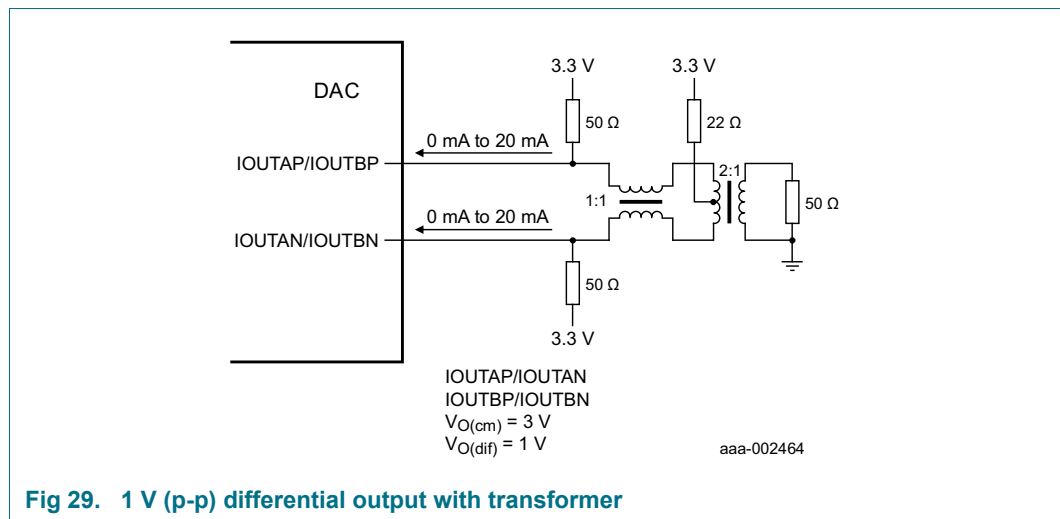 3.3 V
3.3 V
DAC
50 Ω
22 Ω
0 mA to 20 mA
2:1
IOUTAP/IOUTBP
1:1
50 Ω
0 mA to 20 mA
IOUTAN/IOUTBN
50 Ω
3.3 V
IOUTAP/IOUTAN
IOUTBP/IOUTBN
VO(cm) = 3 V
VO(dif) = 1 V
aaa-002464
Fig 29. 1 V (p-p) differential output with transformer